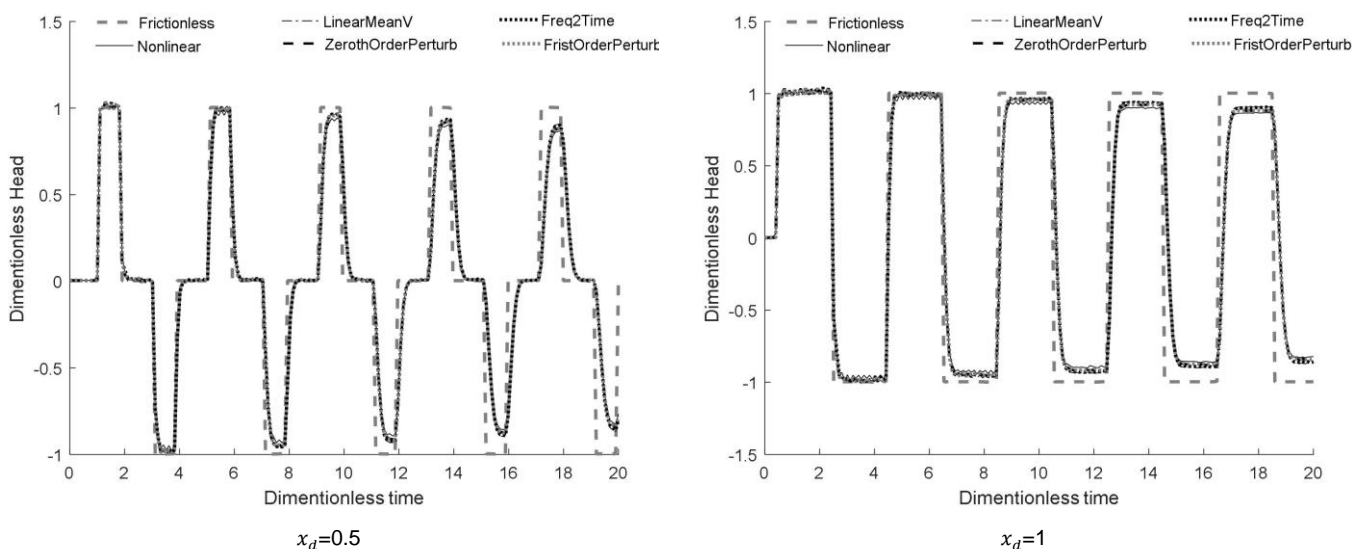 Frictionless LinearMeanV Freq2Time
Nonlinear ZerothOrderPerturb FristOrderPerturb
1.5
1
0.5
0
-0.5
-1
Dimentionless Head
0 2 4 6 8 10 12 14 16 18 20
Dimentionless time
𝑥𝑑=0.5
Frictionless LinearMeanV Freq2Time
Nonlinear ZerothOrderPerturb FristOrderPerturb
1.5
1
0.5
0
-0.5
-1
-1.5
Dimentionless Head
0 2 4 6 8 10 12 14 16 18 20
Dimentionless time
𝑥𝑑=1